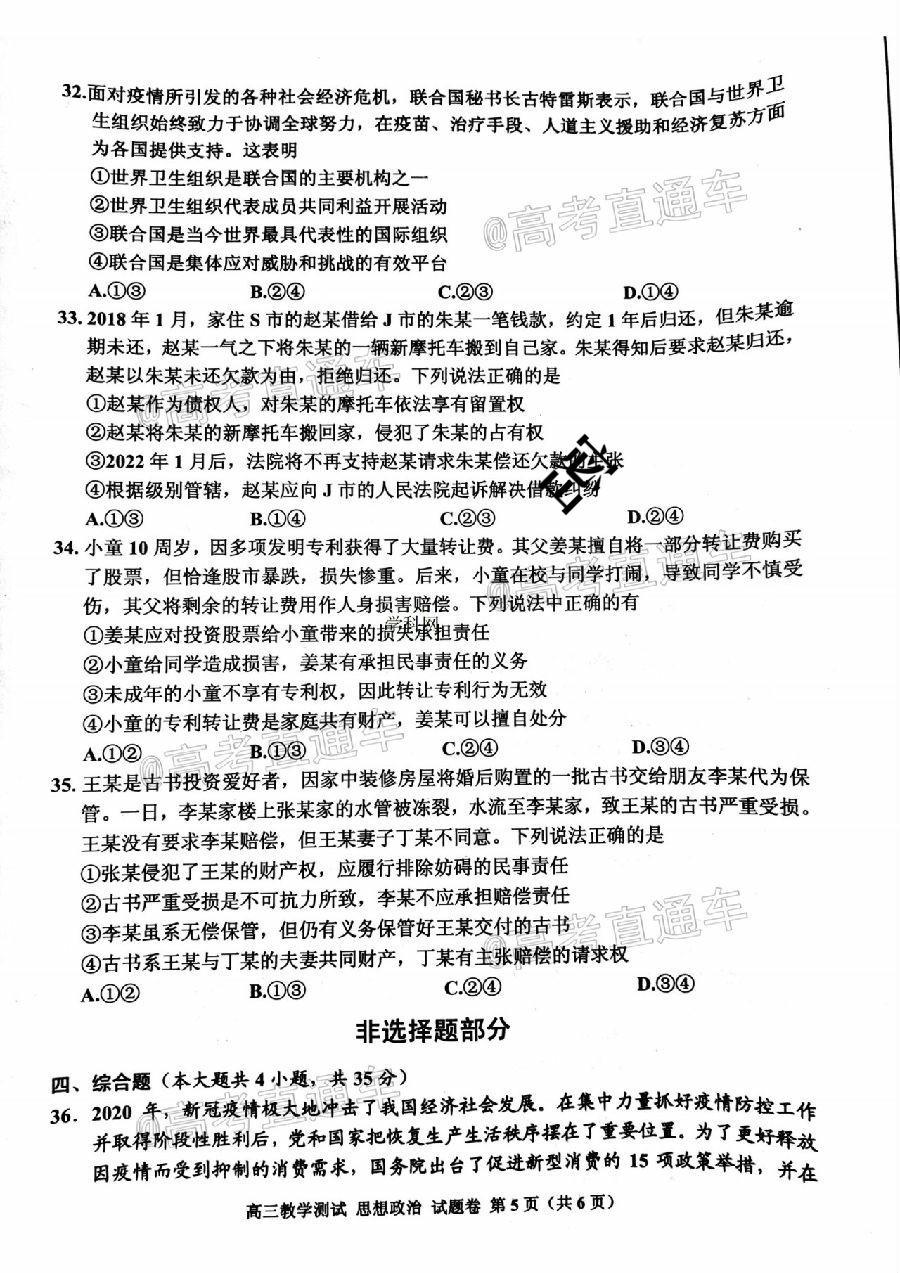 32.面对疫情所引发的各种社会经济危机，联合国秘书长古特雷斯表示，联合国与世界卫
生组织始终致力于协调全球努力，在疫苗、治疗手段、人道主义援助和经济复苏方面
为各国提供支持。这表明
①世界卫生组织是联合国的主要机构之一
②世界卫生组织代表成员共同利益开展活动
③联合国是当今世界最具代表性的国际组织
④联合国是集体应对威胁和挑战的有效平台
A.①③ B.②④ C.②③ D.①④
@高考直通车
33.2018年1月，家住S市的赵某借给J市的朱某一笔钱款，约定1年后归还，但朱某逾
期未还，赵某一气之下将朱某的一辆新摩托车搬到自己家。朱某得知后要求赵某归还，
赵某以朱某未还欠款为由，拒绝归还。下列说法正确的是
①赵某作为债权人，对朱某的摩托车依法享有留置权
②赵某将朱某的新摩托车搬回家，侵犯了朱某的占有权
③2022年1月后，法院将不再支持赵某请求朱某偿还欠款的主张
④根据级别管辖，赵某应向J市的人民法院起诉解决借款纠纷
A.①③ B.①④ C.②③ D.②④
@高考直通车
34.小童10周岁，因多项发明专利获得了大量转让费。其父姜某擅自将一部分转让费购买
了股票，但恰逢股市暴跌，损失惨重。后来，小童在校与同学打闹，导致同学不慎受
伤，其父将剩余的转让费用作人身损害赔偿。下列说法中正确的有
学科网
①姜某应对投资股票给小童带来的损失承担责任
②小童给同学造成损害，姜某有承担民事责任的义务
③未成年的小童不享有专利权，因此转让专利行为无效
④小童的专利转让费是家庭共有财产，姜某可以擅自处分
A.①② B.①③ C.②④ D.③④
@高考直通车
@高考直通车
35.王某是古书投资爱好者，因家中装修房屋将婚后购置的一批古书交给朋友李某代为保
管。一日，李某家楼上张某家的水管被冻裂，水流至李某家，致王某的古书严重受损。
王某没有要求李某赔偿，但王某妻子丁某不同意。下列说法正确的是
①张某侵犯了王某的财产权，应履行排除妨碍的民事责任
②古书严重受损是不可抗力所致，李某不应承担赔偿责任
③李某虽系无偿保管，但仍有义务保管好王某交付的古书
④古书系王某与丁某的夫妻共同财产，丁某有主张赔偿的请求权
A.①② B.①③ C.②④ D.③④
@高考直通车
非选择题部分
四、综合题（本大题共4小题，共35分）
@高考直通车
36. 2020年，新冠疫情极大地冲击了我国经济社会发展。在集中力量抓好疫情防控工作
并取得阶段性胜利后，党和国家把恢复生产生活秩序摆在了重要位置。为了更好释放
因疫情而受到抑制的消费需求，国务院出台了促进新型消费的15项政策举措，并在
高三教学测试 思想政治 试题卷 第5页（共6页）